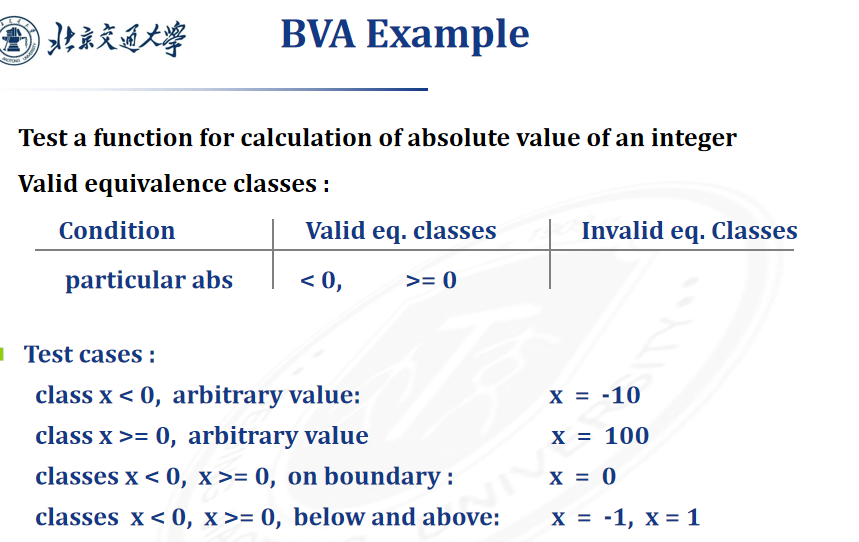 北京交通大學
BVA Example
Test a function for calculation of absolute value of an integer
Valid equivalence classes :
Condition Valid eq. classes Invalid eq. Classes
particular abs < 0, >= 0
Test cases :
class x < 0, arbitrary value: x = -10
class x >= 0, arbitrary value x = 100
classes x < 0, x >= 0, on boundary : x = 0
classes x < 0, x >= 0, below and above: x = -1, x = 1